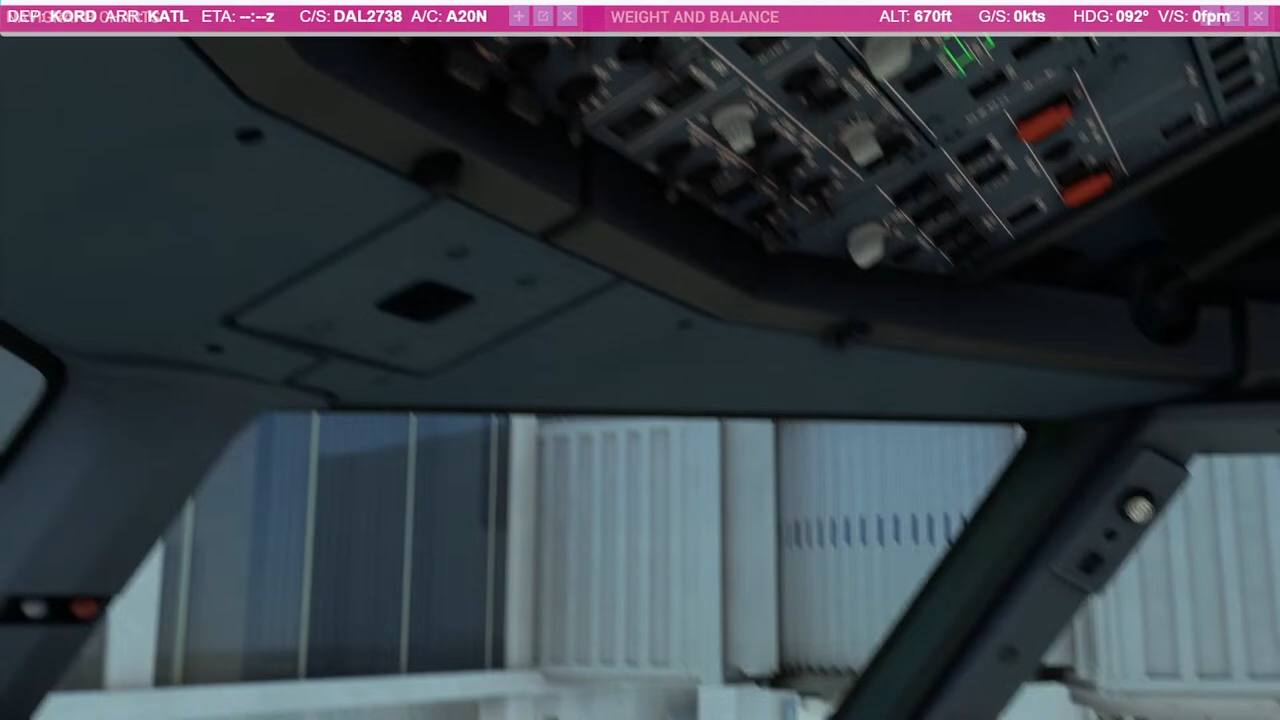 DEP: KORD ARR: KATL ETA: --:--z C/S: DAL2738 A/C: A20N WEIGHT AND BALANCE ALT: 670ft G/S: 0kts HDG: 092° V/S: 0fpm